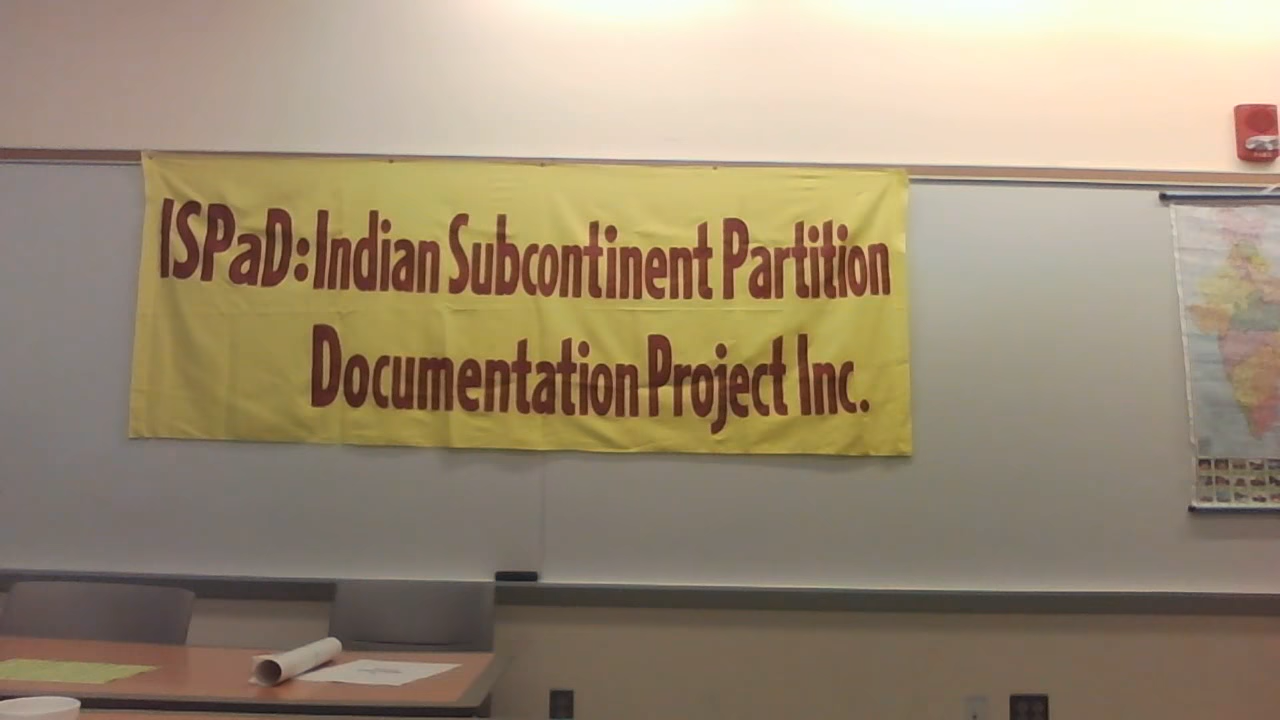 ISPaD: Indian Subcontinent Partition
Documentation Project Inc.